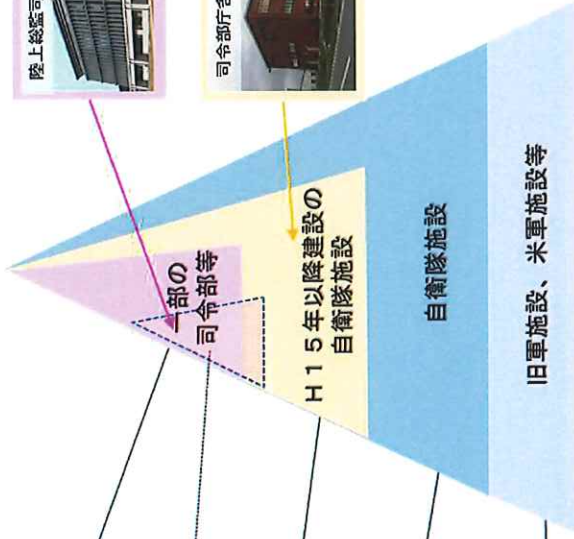 陸上総監司
司令部庁舎
一部の
司令部等
H15年以降建設の
自衛隊施設
自衛隊施設
旧軍施設、米軍施設等